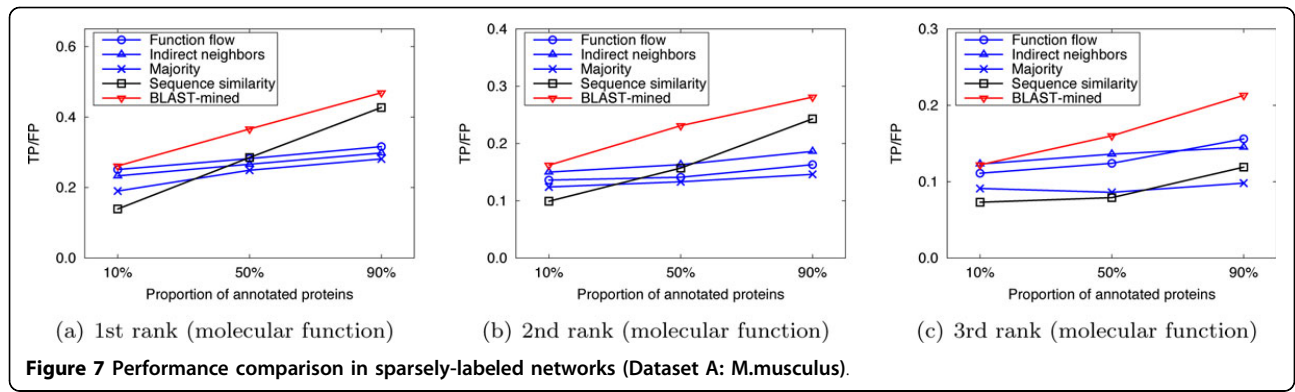 0.6
0.4
0.2
0.0
TP/FP
Function flow
Indirect neighbors
Majority
Sequence similarity
BLAST-mined
10% 50% 90%
Proportion of annotated proteins
(a) 1st rank (molecular function)
0.4
0.3
0.2
0.1
0.0
TP/FP
Function flow
Indirect neighbors
Majority
Sequence similarity
BLAST-mined
10% 50% 90%
Proportion of annotated proteins
(b) 2nd rank (molecular function)
0.3
0.2
0.1
0.0
TP/FP
Function flow
Indirect neighbors
Majority
Sequence similarity
BLAST-mined
10% 50% 90%
Proportion of annotated proteins
(c) 3rd rank (molecular function)
Figure 7 Performance comparison in sparsely-labeled networks (Dataset A: M.musculus).